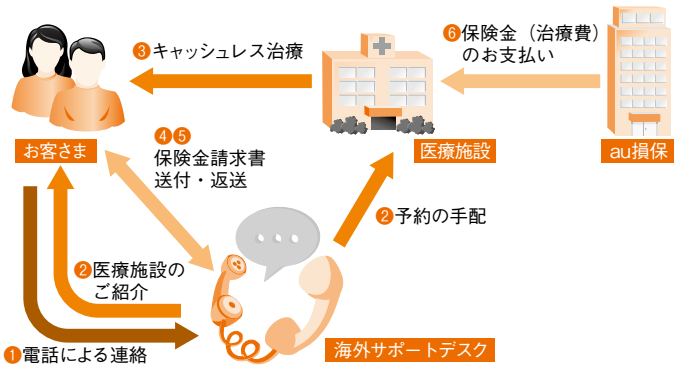 ❸キャッシュレス治療
❻保険金（治療費）
のお支払い
お客さま
❹❺
保険金請求書
送付・返送
医療施設
au損保
❷予約の手配
❷医療施設の
ご紹介
❶電話による連絡
海外サポートデスク